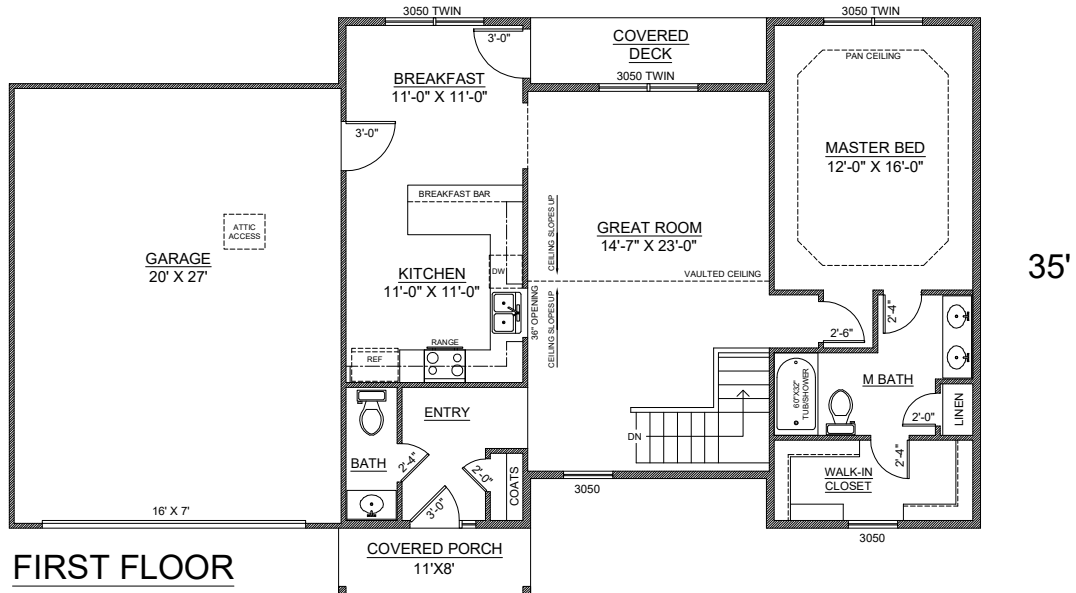 3050 TWIN
3050 TWIN
3'-0"
COVERED
DECK
PAN CEILING
BREAKFAST
11'-0" X 11'-0"
3050 TWIN
3'-0"
MASTER BED
12'-0" X 16'-0"
BREAKFAST BAR
ATTIC
ACCESS
CEILING SLOPES UP
GREAT ROOM
14'-7" X 23'-0"
GARAGE
20' X 27'
35'
KITCHEN
11'-0" X 11'-0"
DW
VAULTED CEILING
36" OPENING
CEILING SLOPES UP
2'-4"
2'-6"
RANGE
REF
60"X32"
TUB/SHOWER
M BATH
ENTRY
2'-0"
LINEN
DN
BATH
2'-4"
2'-0"
COATS
2'-4"
WALK-IN
CLOSET
3050
3'-0"
16' X 7'
3050
COVERED PORCH
11'X8'
FIRST FLOOR